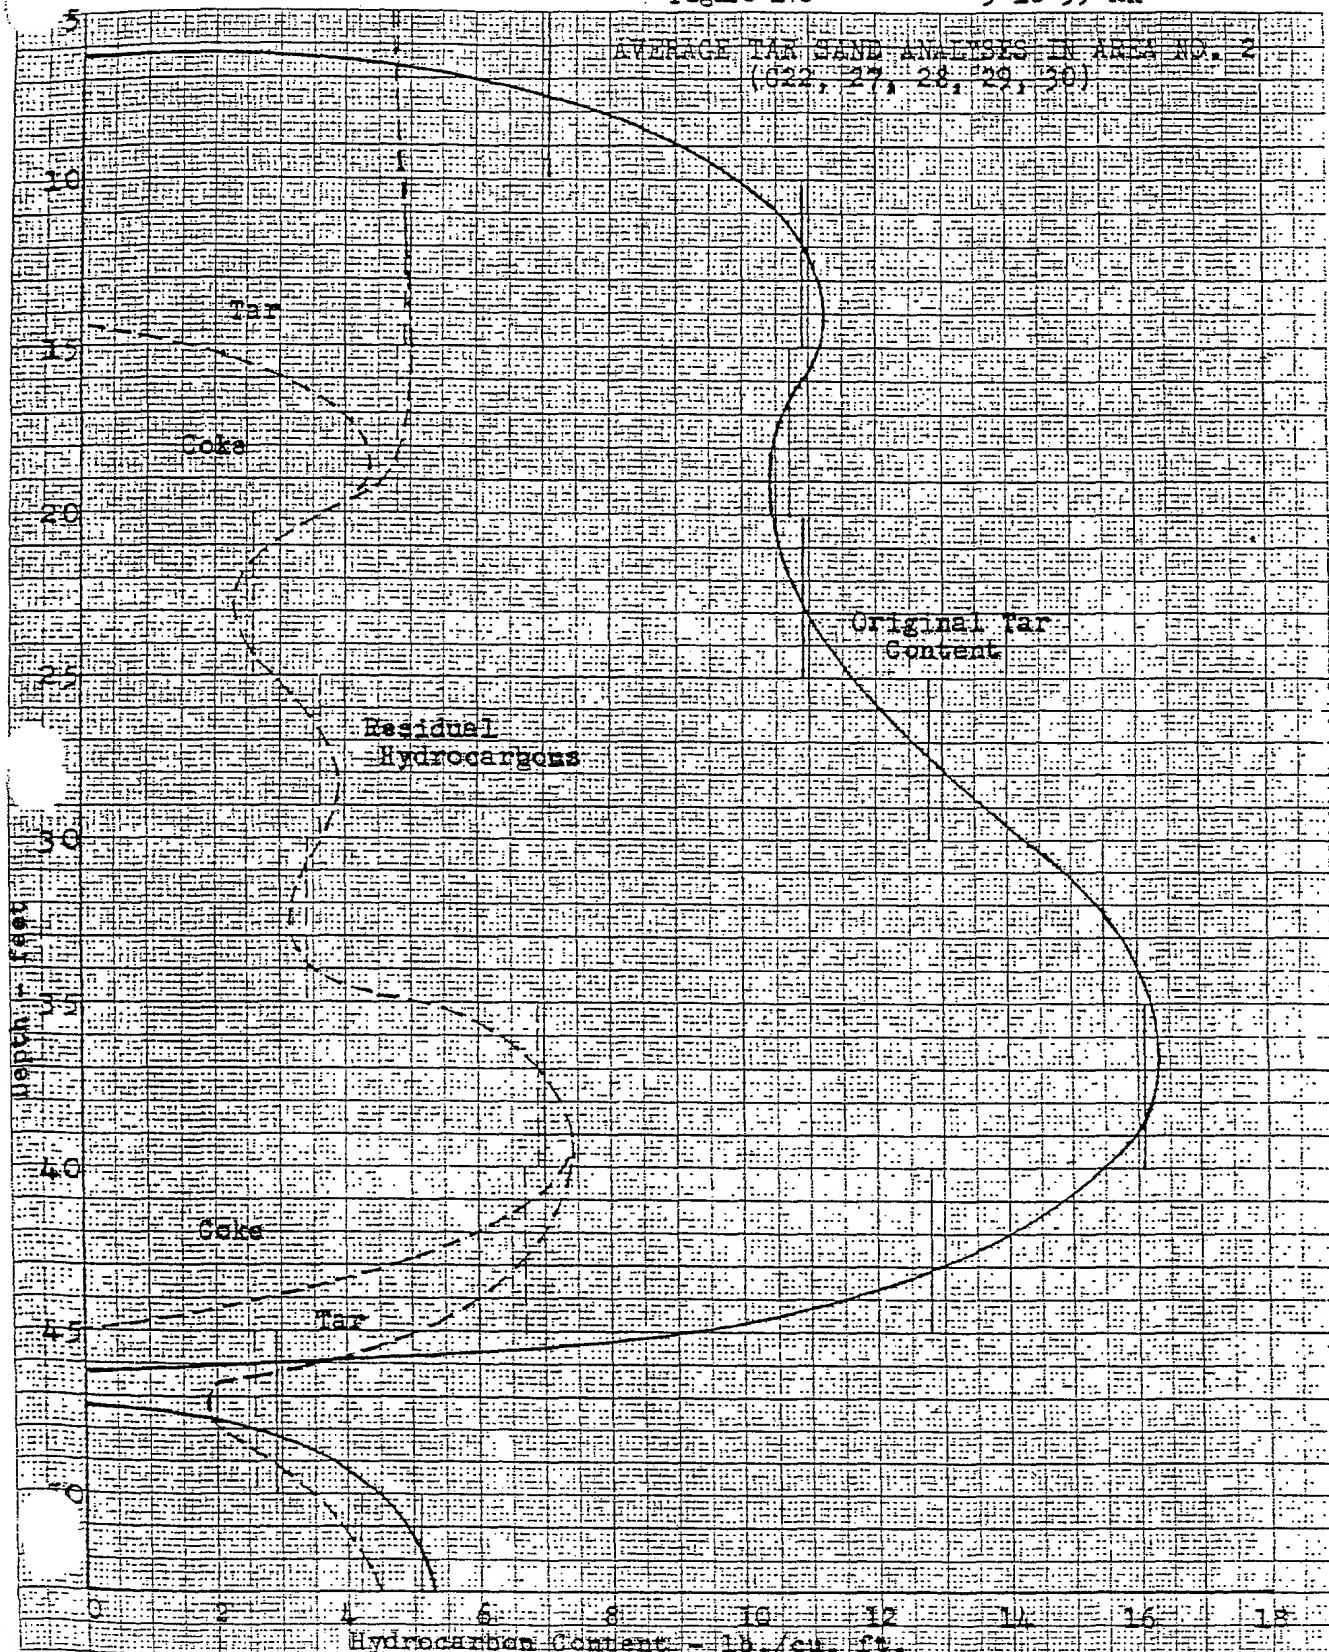 AVERAGE TAR SAND ANALYSES IN AREA NO. 2
(G22, 27, 28, 29, 30)
5
10
Tar
15
Coke
20
Original Tar
Content
25
Residual
Hydrocarbons
30
Depth - feet
35
40
Coke
Tar
45
0
0 2 4 6 8 10 12 14 16 18
Hydrocarbon Content - lb./cu. ft.